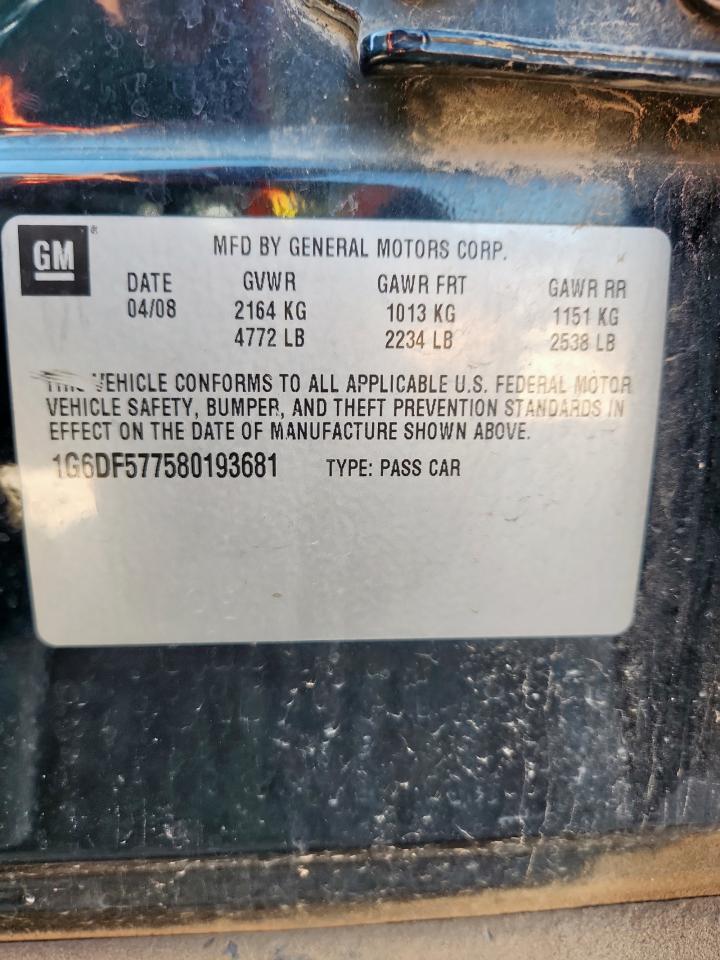 GM ®
MFD BY GENERAL MOTORS CORP.
DATE GVWR GAWR FRT GAWR RR
04/08 2164 KG 1013 KG 1151 KG
4772 LB 2234 LB 2538 LB
VEHICLE CONFORMS TO ALL APPLICABLE U.S. FEDERAL MOTOR
VEHICLE SAFETY, BUMPER, AND THEFT PREVENTION STANDARDS IN
EFFECT ON THE DATE OF MANUFACTURE SHOWN ABOVE.
1G6DF577580193681 TYPE: PASS CAR